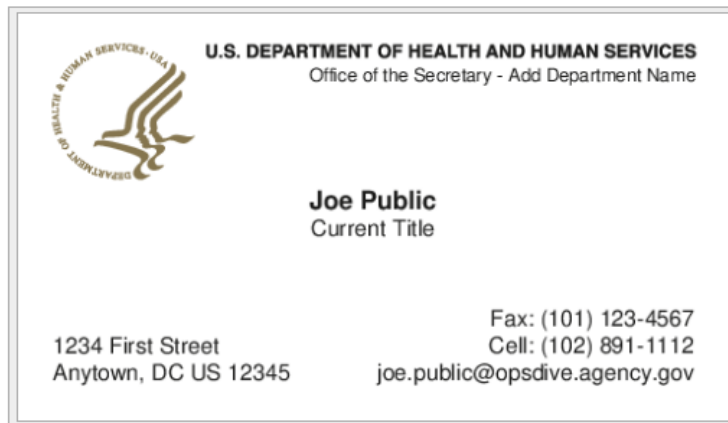 DEPARTMENT OF HEALTH & HUMAN SERVICES · USA
U.S. DEPARTMENT OF HEALTH AND HUMAN SERVICES
Office of the Secretary - Add Department Name
Joe Public
Current Title
1234 First Street
Anytown, DC US 12345
Fax: (101) 123-4567
Cell: (102) 891-1112
joe.public@opsdive.agency.gov